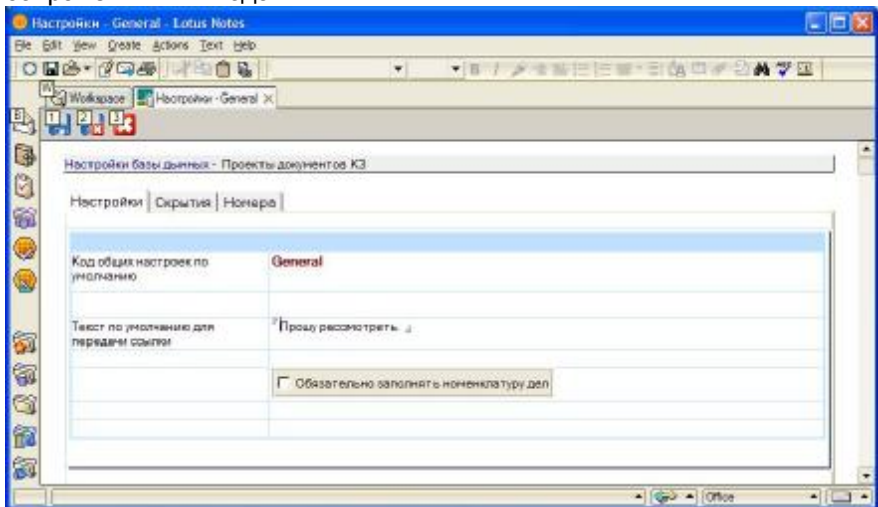 Настройки - General - Lotus Notes
File Edit View Create Actions Text Help
Workspace Настройки - General
Настройки базы данных - Проекты документов КЗ
Настройки Скрытия Номера
Код общих настроек по General
умолчанию
Текст по умолчанию для Прошу рассмотреть.
передачи ссылки
Обязательно заполнять номенклатуру дел
Office